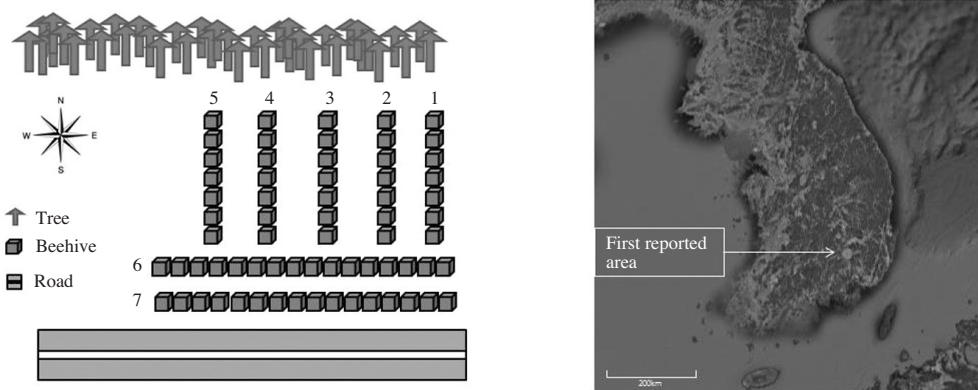 5 4 3 2 1
N
W E
S
Tree
Beehive
Road
6
7
First reported
area
200km